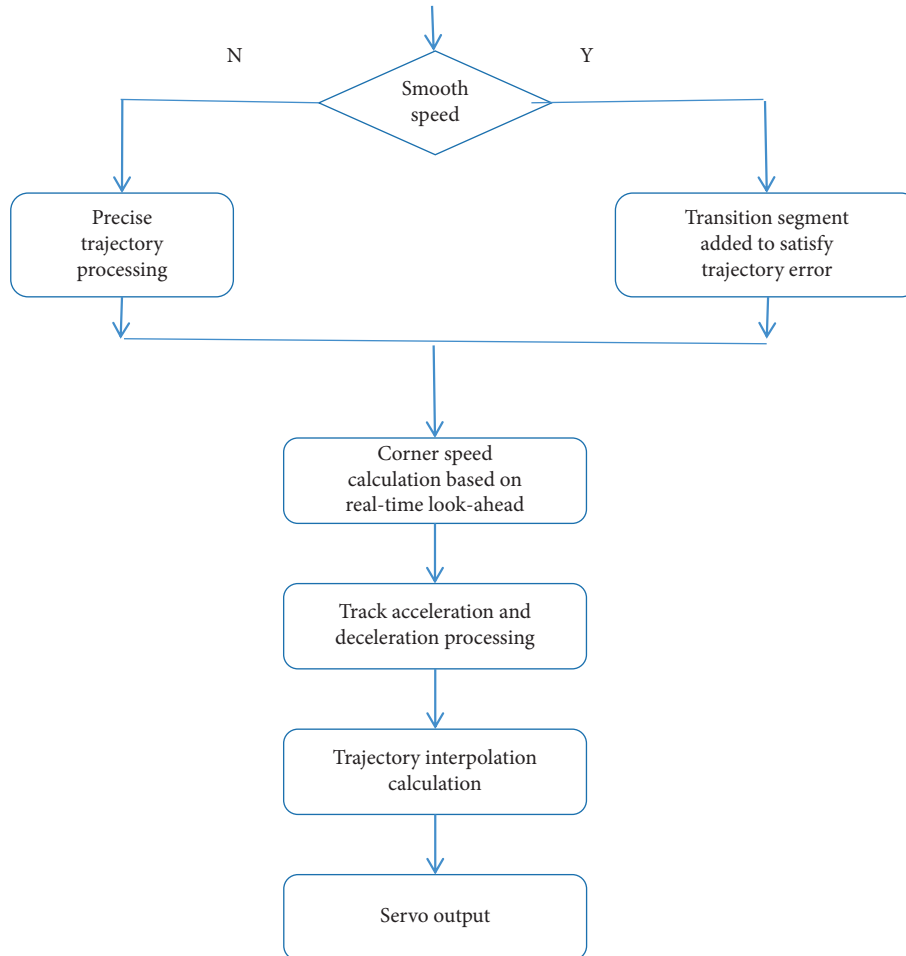 N
Y
Smooth
speed
Precise
trajectory
processing
Transition segment
added to satisfy
trajectory error
Corner speed
calculation based on
real-time look-ahead
Track acceleration and
deceleration processing
Trajectory interpolation
calculation
Servo output